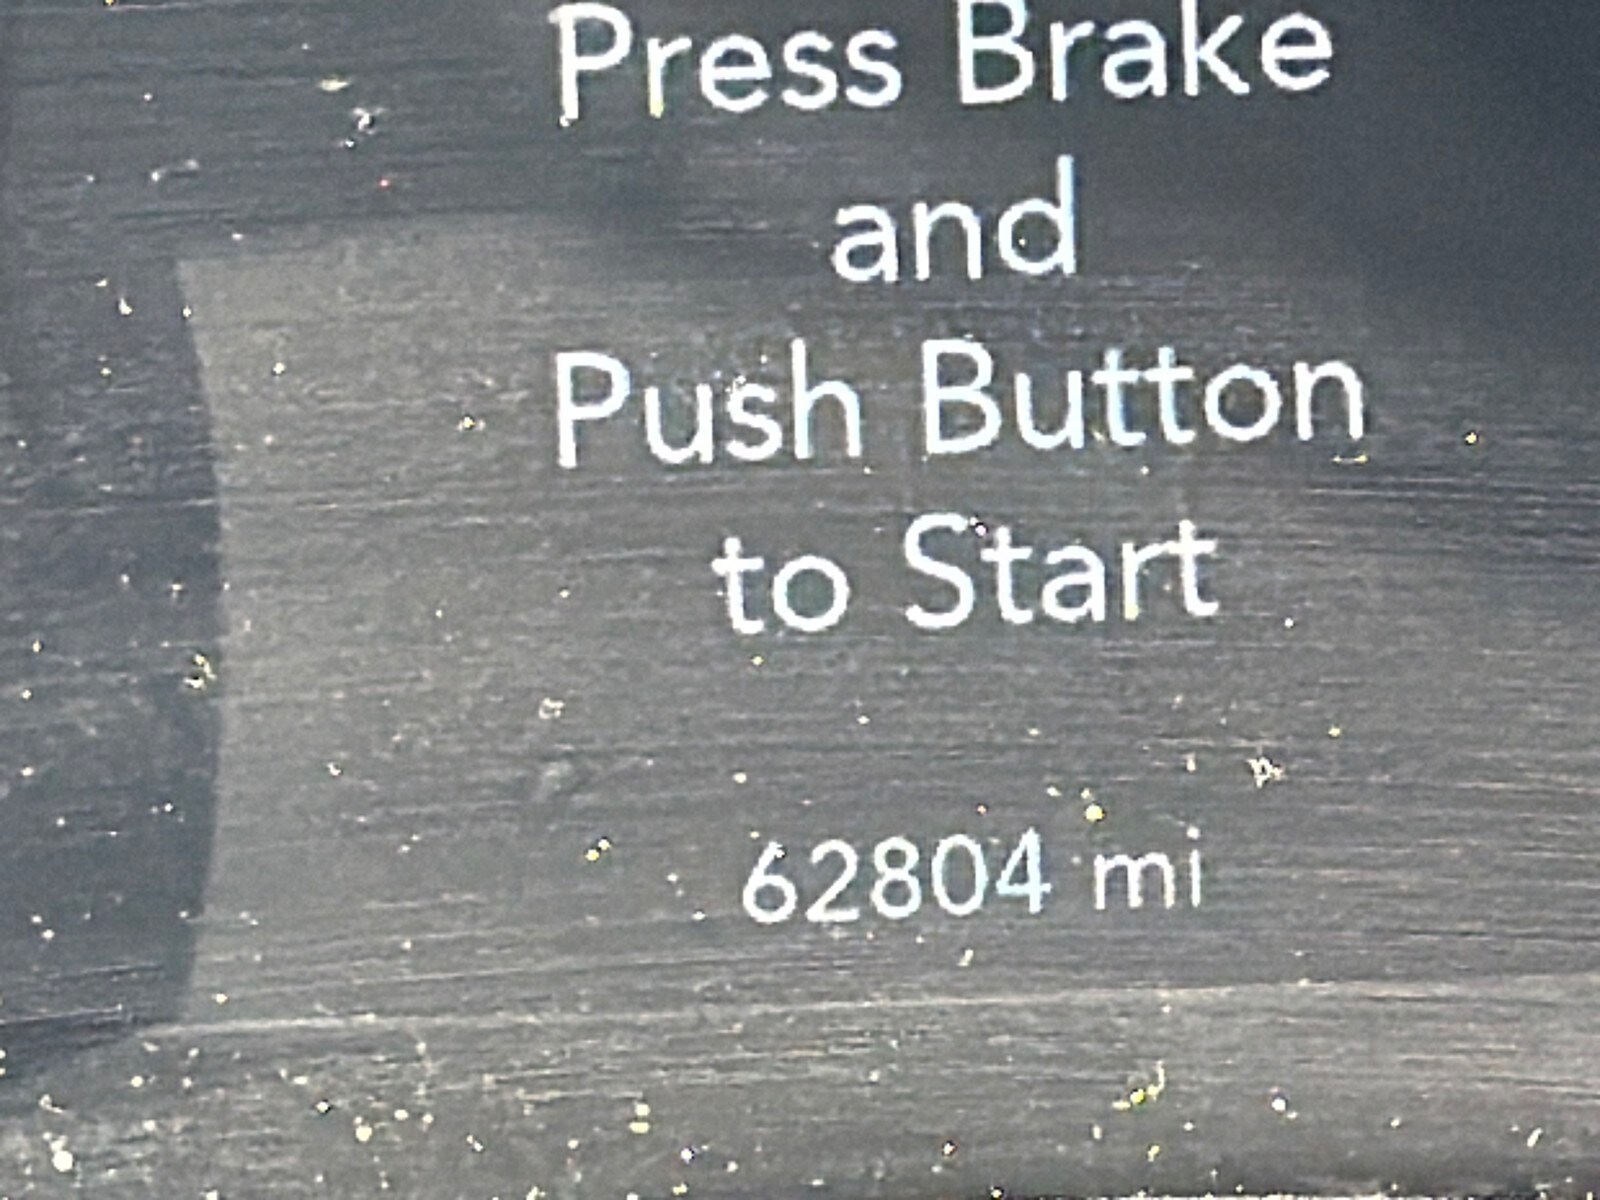 Press Brake
and
Push Button
to Start
62804 mi